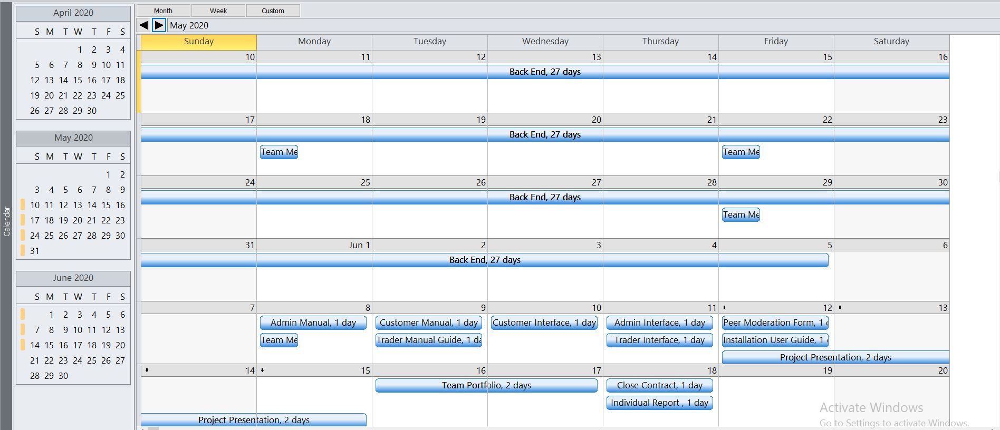 Calendar
April 2020
S M T W T F S
1 2 3 4
5 6 7 8 9 10 11
12 13 14 15 16 17 18
19 20 21 22 23 24 25
26 27 28 29 30
May 2020
S M T W T F S
1 2
3 4 5 6 7 8 9
10 11 12 13 14 15 16
17 18 19 20 21 22 23
24 25 26 27 28 29 30
31
June 2020
S M T W T F S
1 2 3 4 5 6
7 8 9 10 11 12 13
14 15 16 17 18 19 20
21 22 23 24 25 26 27
28 29 30
Month Week Custom
May 2020
Sunday Monday Tuesday Wednesday Thursday Friday Saturday
10 11 12 13 14 15 16
Back End, 27 days
17 18 19 20 21 22 23
Back End, 27 days
Team Me Team Me
24 25 26 27 28 29 30
Back End, 27 days
Team Me
31 Jun 1 2 3 4 5 6
Back End, 27 days
7 8 9 10 11 12 13
Admin Manual, 1 day Customer Manual, 1 day Customer Interface, 1 day Admin Interface, 1 day Peer Moderation Form, 1
Team Me Trader Manual Guide, 1 da Trader Interface, 1 day Installation User Guide, 1
Project Presentation, 2 days
14 15 16 17 18 19 20
Team Portfolio, 2 days Close Contract, 1 day
Individual Report , 1 day
Project Presentation, 2 days
Activate Windows
Go to Settings to activate Windows.